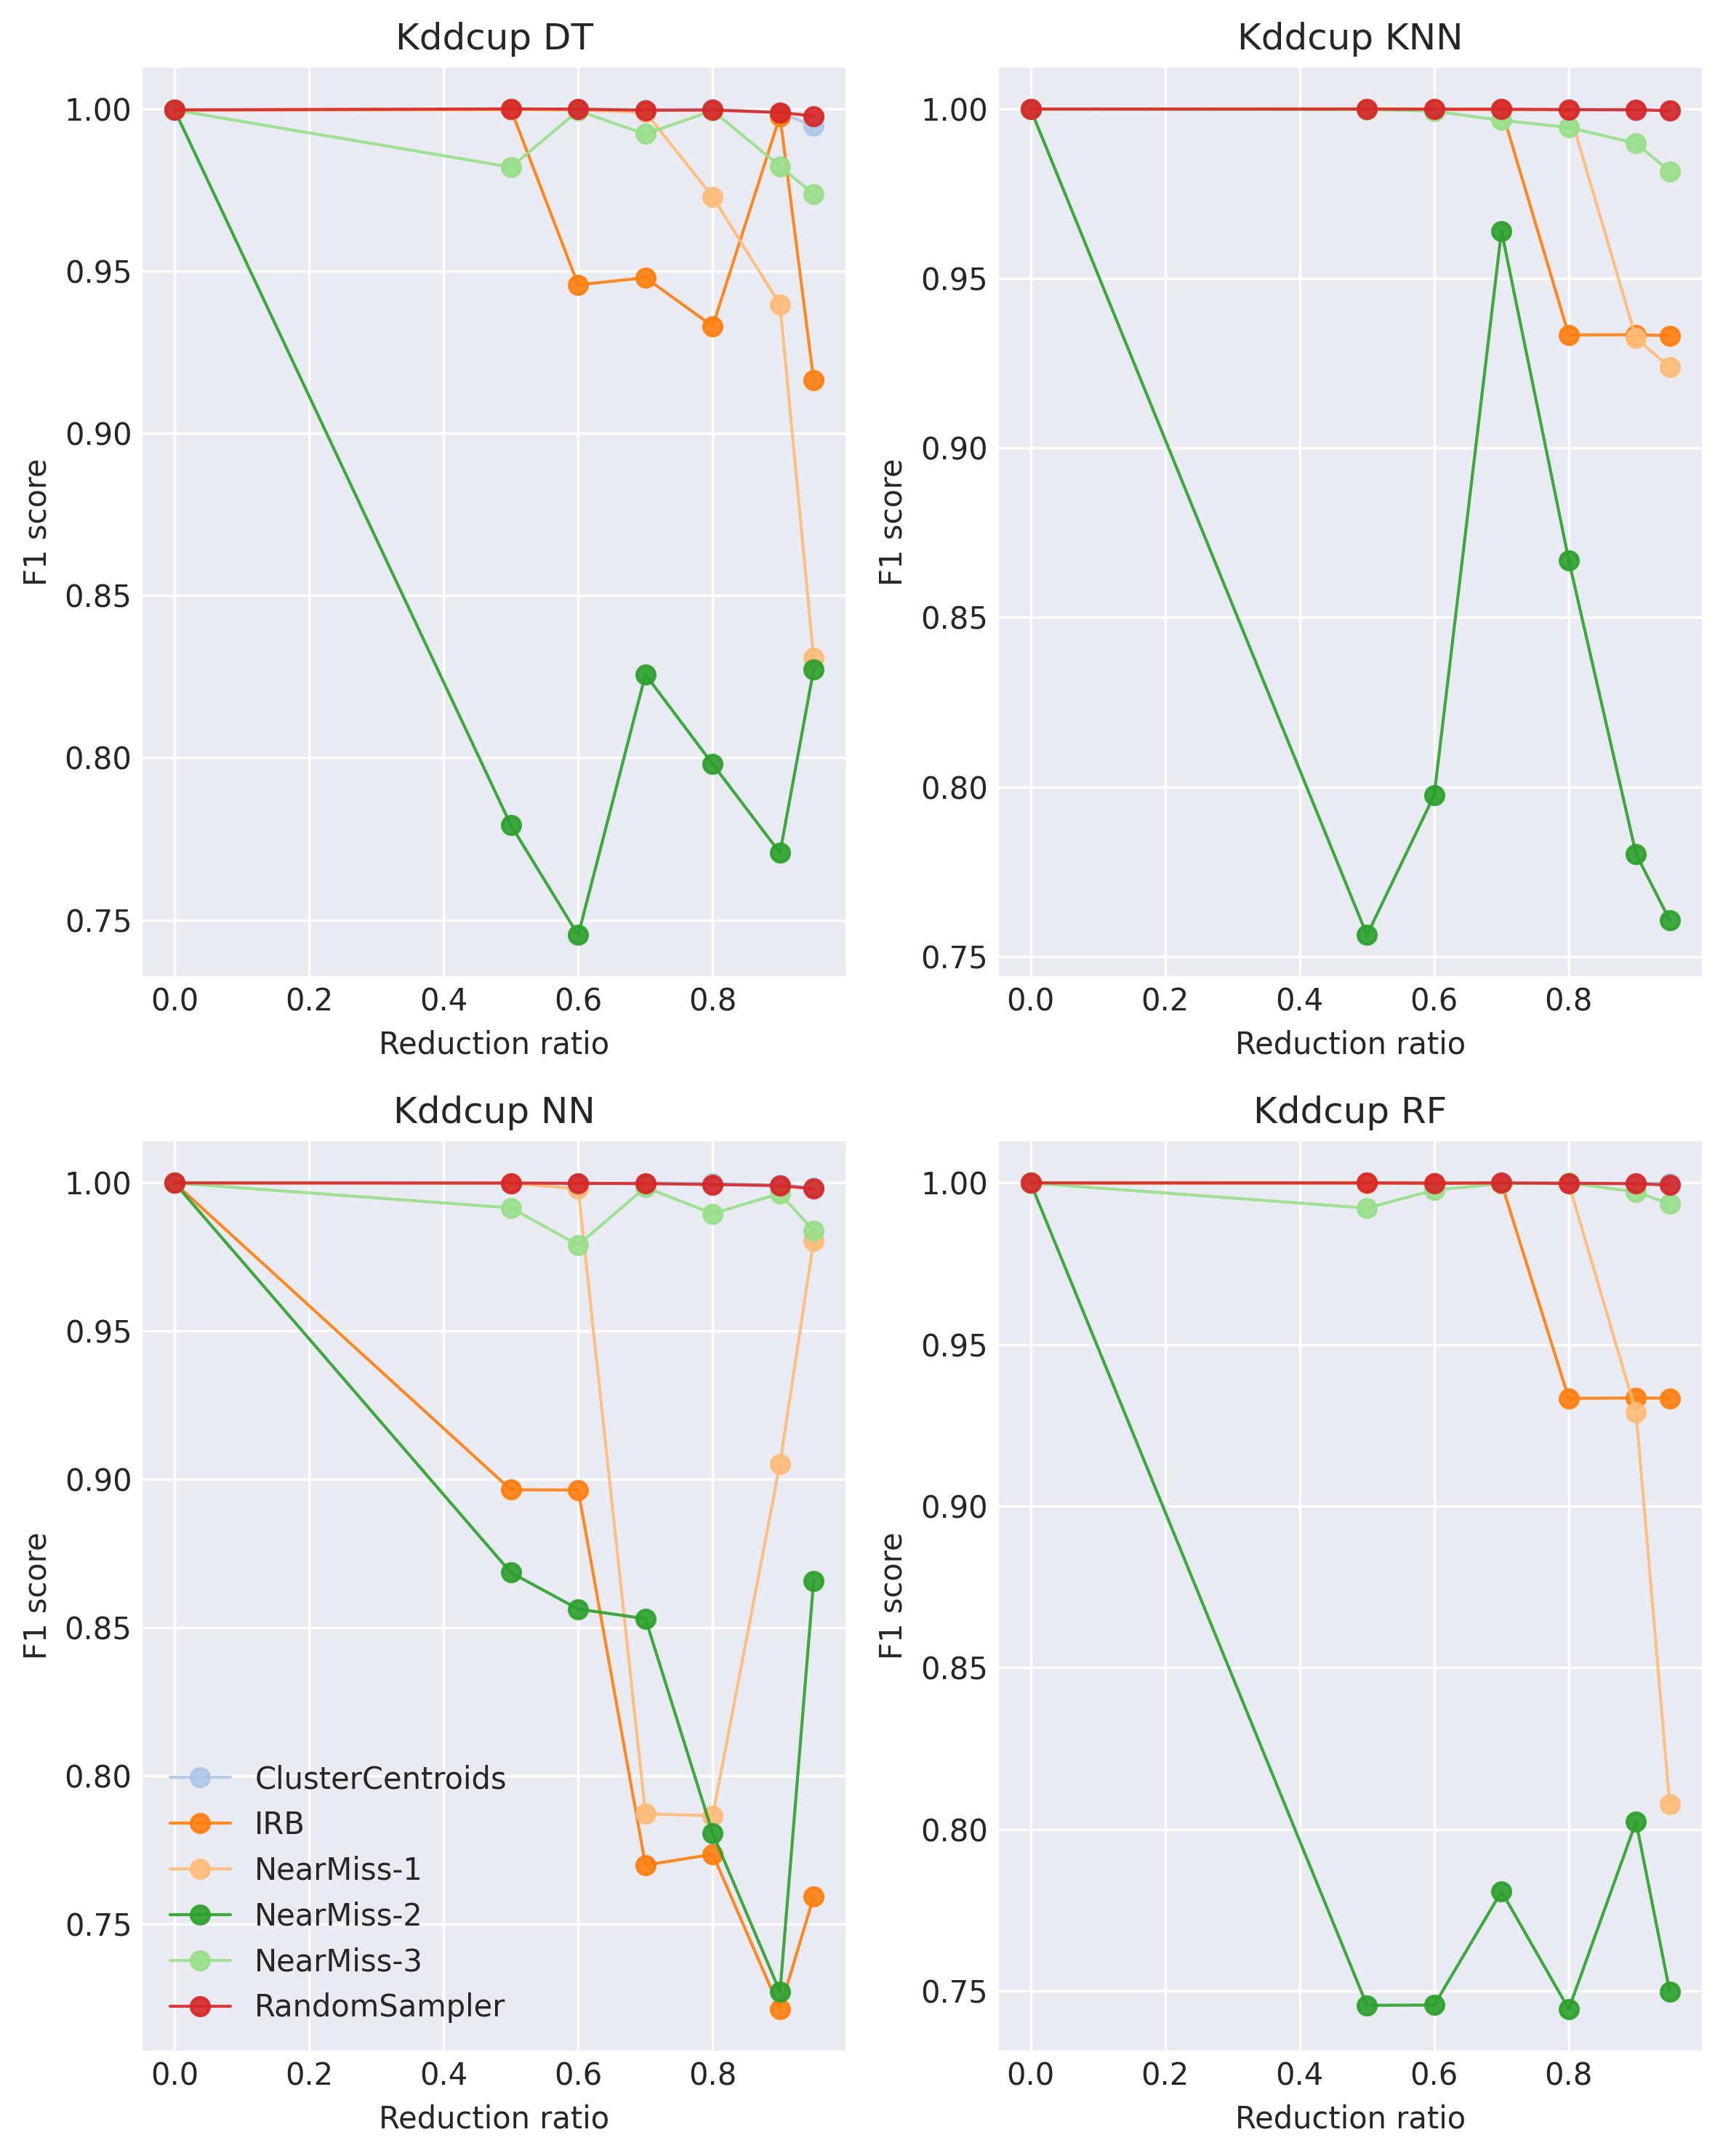 Kddcup DT
1.00
0.95
0.90
0.85
0.80
0.75
F1 score
0.0 0.2 0.4 0.6 0.8
Reduction ratio
Kddcup KNN
1.00
0.95
0.90
0.85
0.80
0.75
F1 score
0.0 0.2 0.4 0.6 0.8
Reduction ratio
Kddcup NN
1.00
0.95
0.90
0.85
0.80
0.75
F1 score
ClusterCentroids
IRB
NearMiss-1
NearMiss-2
NearMiss-3
RandomSampler
0.0 0.2 0.4 0.6 0.8
Reduction ratio
Kddcup RF
1.00
0.95
0.90
0.85
0.80
0.75
F1 score
0.0 0.2 0.4 0.6 0.8
Reduction ratio